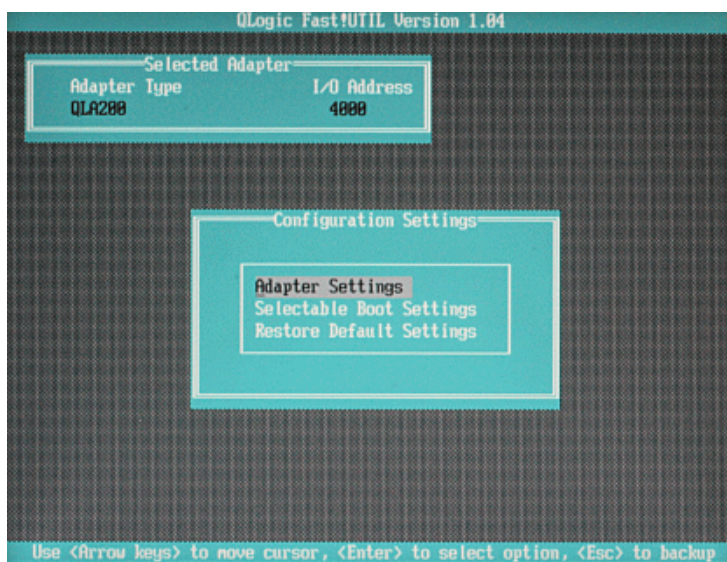 QLogic Fast!UTIL Version 1.04
Selected Adapter
Adapter Type I/O Address
QLA200 4000
Configuration Settings
Adapter Settings
Selectable Boot Settings
Restore Default Settings
Use <Arrow keys> to move cursor, <Enter> to select option, <Esc> to backup